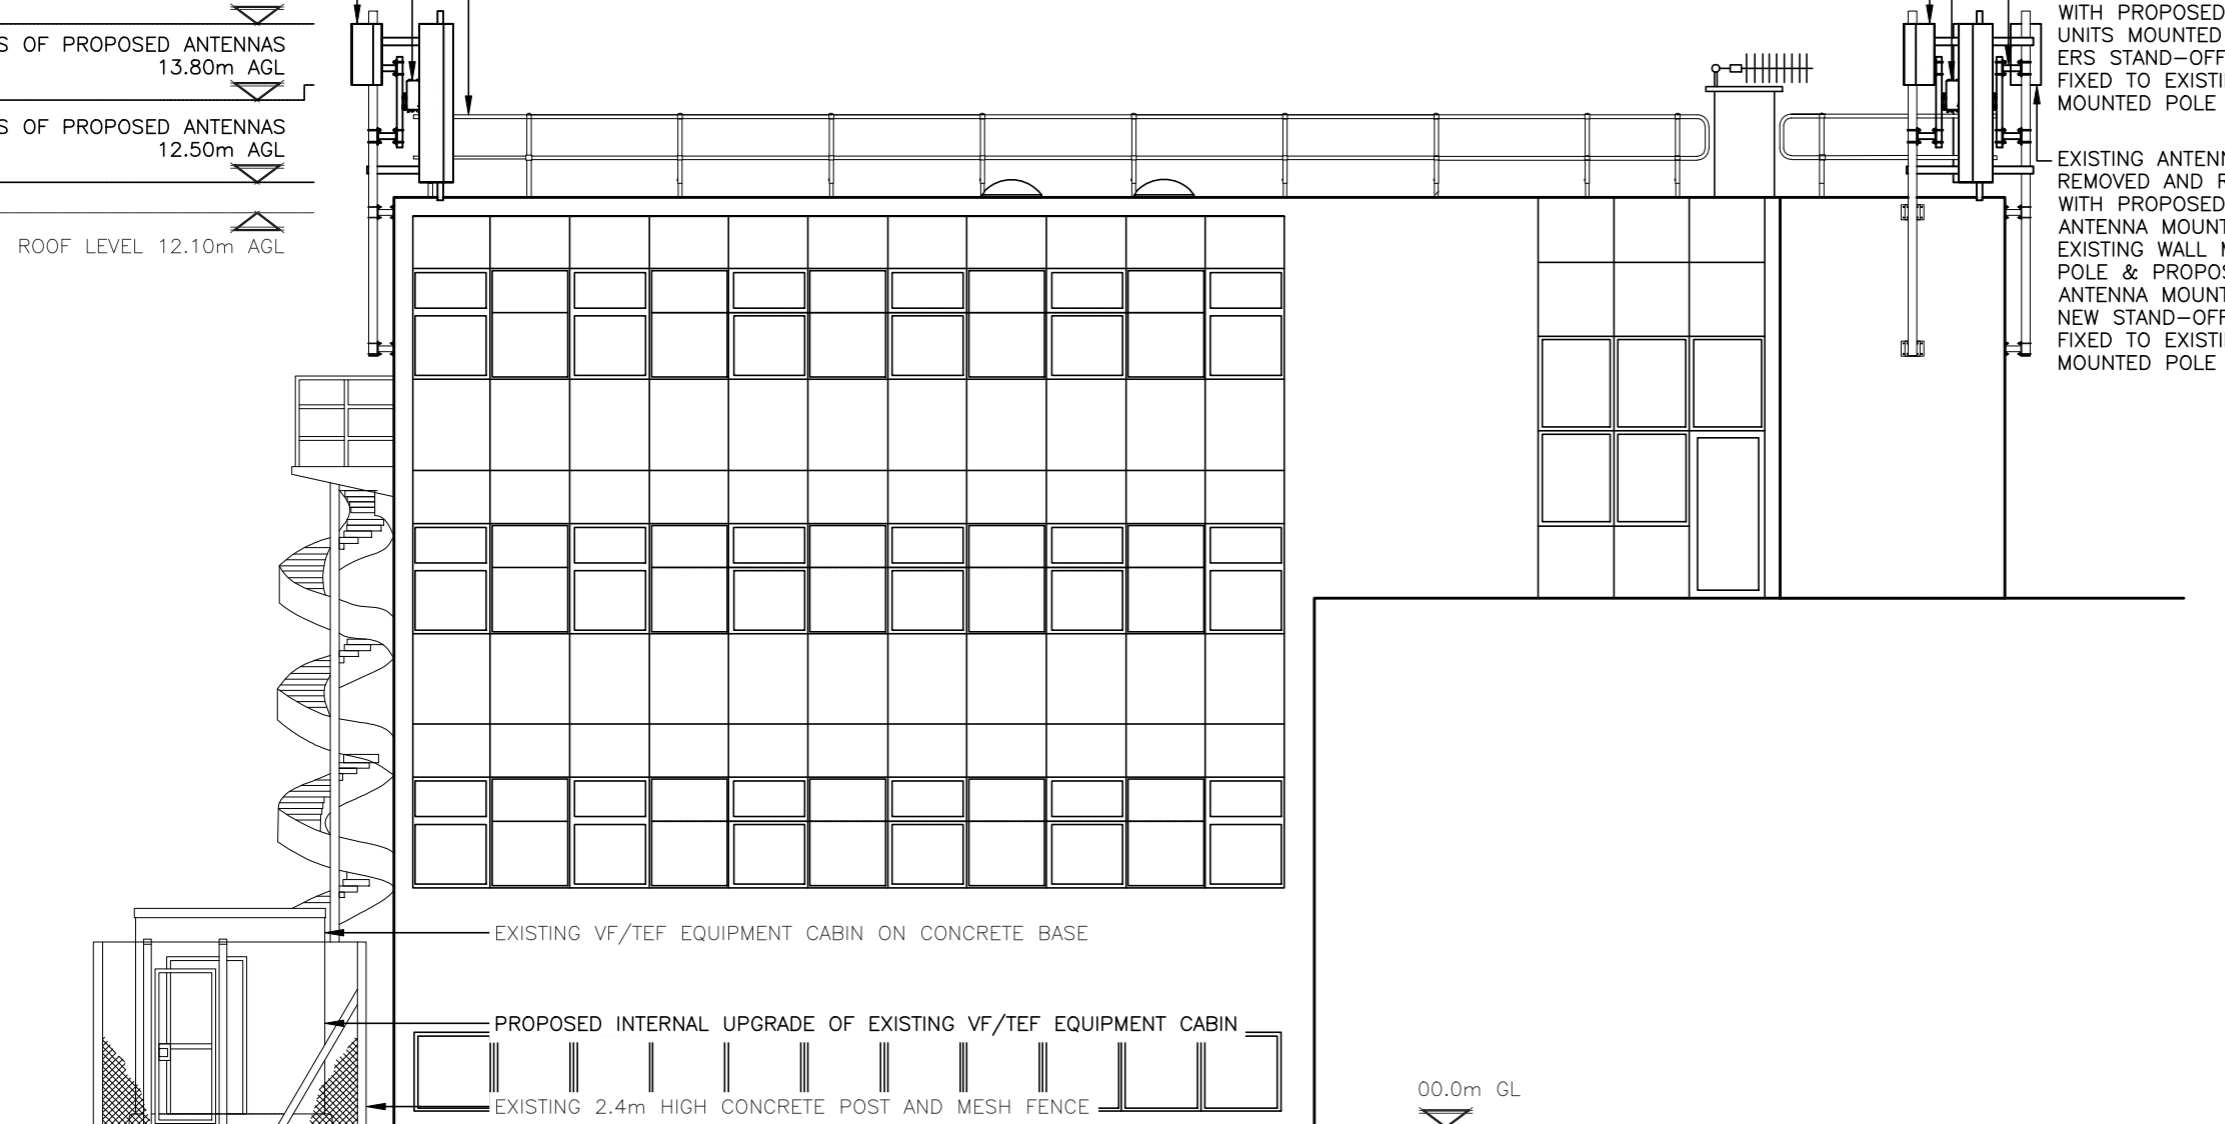 S OF PROPOSED ANTENNAS
13.80m AGL
S OF PROPOSED ANTENNAS
12.50m AGL
ROOF LEVEL 12.10m AGL
WITH PROPOSED
UNITS MOUNTED
ERS STAND-OFF
FIXED TO EXISTI
MOUNTED POLE
EXISTING ANTENN
REMOVED AND R
WITH PROPOSED
ANTENNA MOUNT
EXISTING WALL M
POLE & PROPOS
ANTENNA MOUNT
NEW STAND-OFF
FIXED TO EXISTI
MOUNTED POLE
EXISTING VF/TEF EQUIPMENT CABIN ON CONCRETE BASE
PROPOSED INTERNAL UPGRADE OF EXISTING VF/TEF EQUIPMENT CABIN
EXISTING 2.4m HIGH CONCRETE POST AND MESH FENCE
00.0m GL